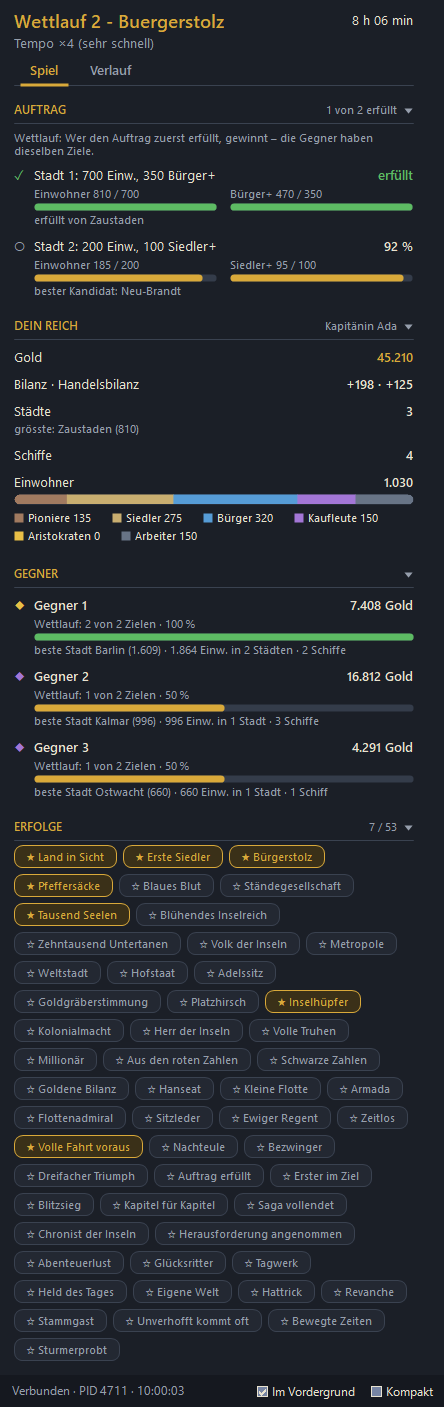 Wettlauf 2 - Buergerstolz 8 h 06 min
Tempo ×4 (sehr schnell)
Spiel Verlauf
AUFTRAG 1 von 2 erfüllt
Wettlauf: Wer den Auftrag zuerst erfüllt, gewinnt – die Gegner haben
dieselben Ziele.
✓ Stadt 1: 700 Einw., 350 Bürger+ erfüllt
Einwohner 810 / 700 Bürger+ 470 / 350
erfüllt von Zaustaden
Stadt 2: 200 Einw., 100 Siedler+ 92 %
Einwohner 185 / 200 Siedler+ 95 / 100
bester Kandidat: Neu-Brandt
DEIN REICH Kapitänin Ada
Gold 45.210
Bilanz · Handelsbilanz +198 · +125
Städte 3
grösste: Zaustaden (810)
Schiffe 4
Einwohner 1.030
Pioniere 135 Siedler 275 Bürger 320 Kaufleute 150
Aristokraten 0 Arbeiter 150
GEGNER
Gegner 1 7.408 Gold
Wettlauf: 2 von 2 Zielen · 100 %
beste Stadt Barlin (1.609) · 1.864 Einw. in 2 Städten · 2 Schiffe
Gegner 2 16.812 Gold
Wettlauf: 1 von 2 Zielen · 50 %
beste Stadt Kalmar (996) · 996 Einw. in 1 Stadt · 3 Schiffe
Gegner 3 4.291 Gold
Wettlauf: 1 von 2 Zielen · 50 %
beste Stadt Ostwacht (660) · 660 Einw. in 1 Stadt · 1 Schiff
ERFOLGE 7 / 53
★ Land in Sicht ★ Erste Siedler ★ Bürgerstolz
★ Pfeffersäcke ☆ Blaues Blut ☆ Ständegesellschaft
★ Tausend Seelen ☆ Blühendes Inselreich
☆ Zehntausend Untertanen ☆ Volk der Inseln ☆ Metropole
☆ Weltstadt ☆ Hofstaat ☆ Adelssitz
☆ Goldgräberstimmung ☆ Platzhirsch ★ Inselhüpfer
☆ Kolonialmacht ☆ Herr der Inseln ☆ Volle Truhen
☆ Millionär ☆ Aus den roten Zahlen ☆ Schwarze Zahlen
☆ Goldene Bilanz ☆ Hanseat ☆ Kleine Flotte ☆ Armada
☆ Flottenadmiral ☆ Sitzleder ☆ Ewiger Regent ☆ Zeitlos
★ Volle Fahrt voraus ☆ Nachteule ☆ Bezwinger
☆ Dreifacher Triumph ☆ Auftrag erfüllt ☆ Erster im Ziel
☆ Blitzsieg ☆ Kapitel für Kapitel ☆ Saga vollendet
☆ Chronist der Inseln ☆ Herausforderung angenommen
☆ Abenteuerlust ☆ Glücksritter ☆ Tagwerk
☆ Held des Tages ☆ Eigene Welt ☆ Hattrick ☆ Revanche
☆ Stammgast ☆ Unverhofft kommt oft ☆ Bewegte Zeiten
☆ Sturmerprobt
Verbunden · PID 4711 · 10:00:03 Im Vordergrund Kompakt